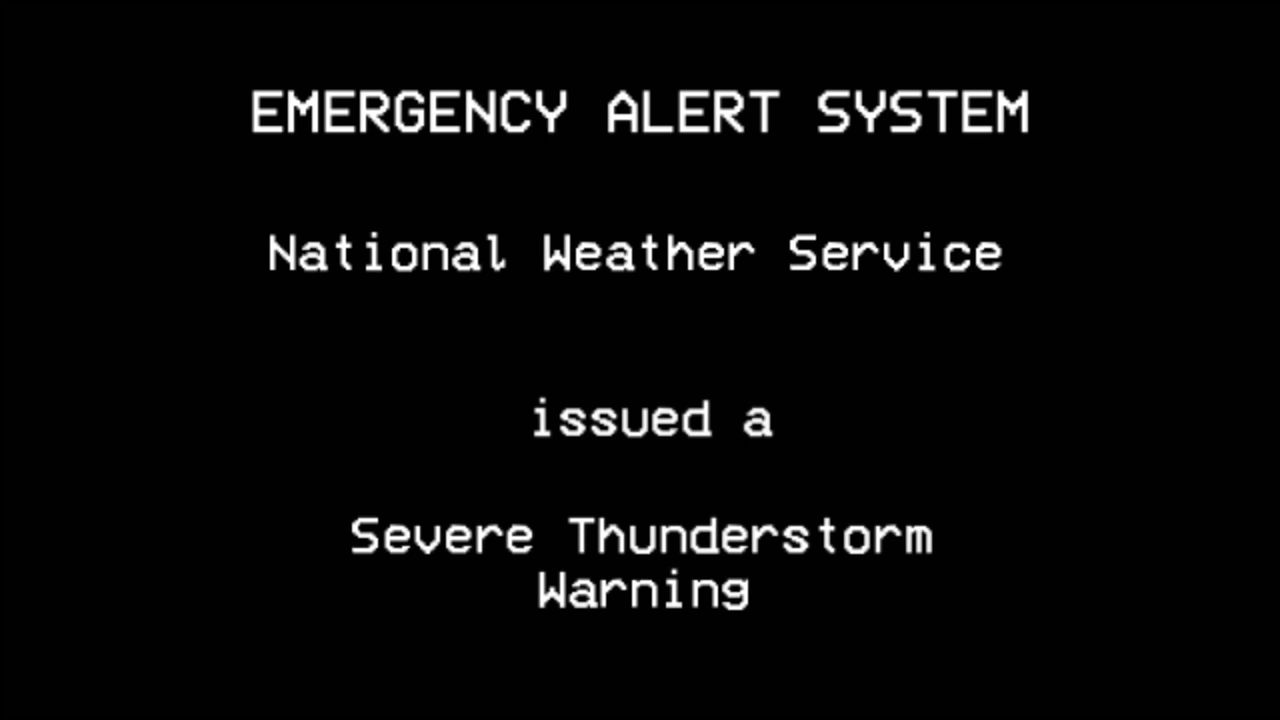 EMERGENCY ALERT SYSTEM
National Weather Service
issued a
Severe Thunderstorm
Warning